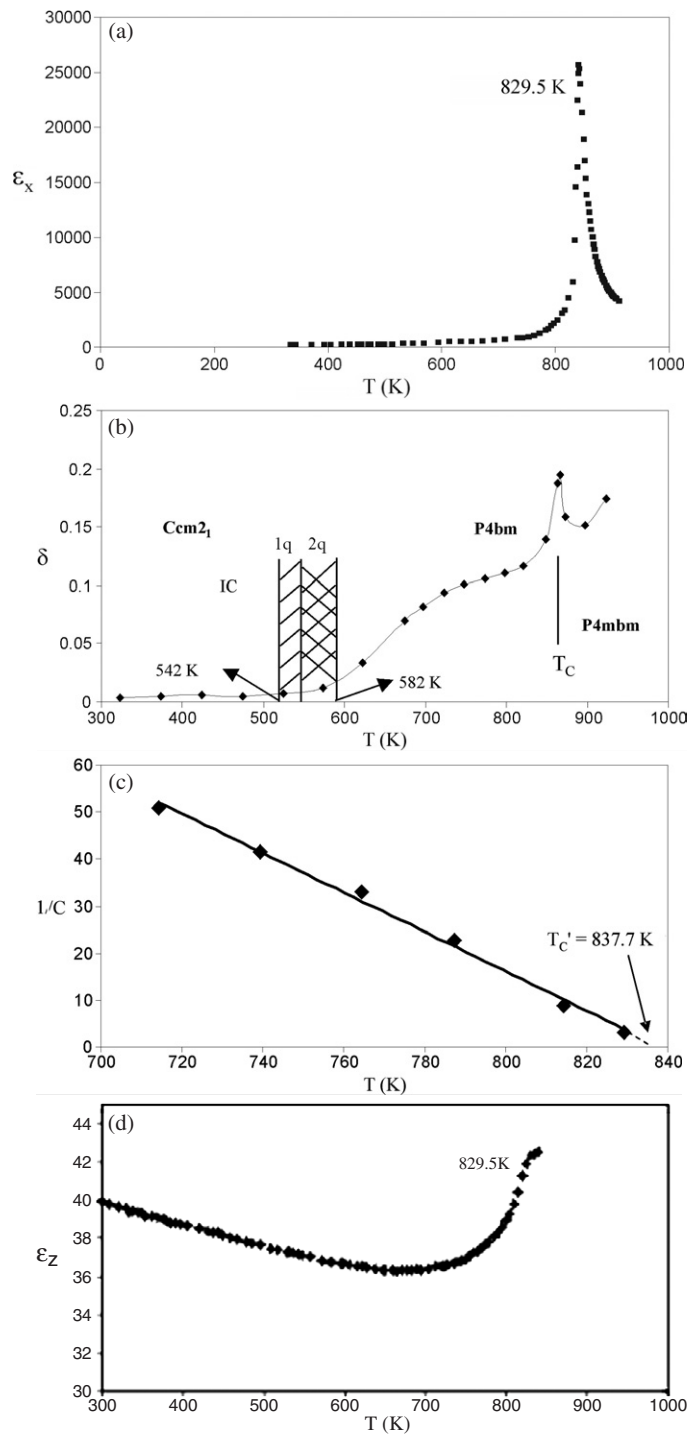 (a)
30000
25000
20000
15000
10000
5000
0
829.5 K
εx
0 200 400 600 800 1000
T (K)
(b)
0.25
0.2
0.15
0.1
0.05
0
δ
Ccm2₁
P4bm
1q 2q
IC
P4mbm
542 K
582 K
TC
300 400 500 600 700 800 900 1000
T (K)
(c)
60
50
40
30
20
10
0
1/C
TC' = 837.7 K
700 720 740 760 780 800 820 840
T (K)
(d)
44
42
40
38
36
34
32
30
829.5K
εz
300 400 500 600 700 800 900 1000
T (K)